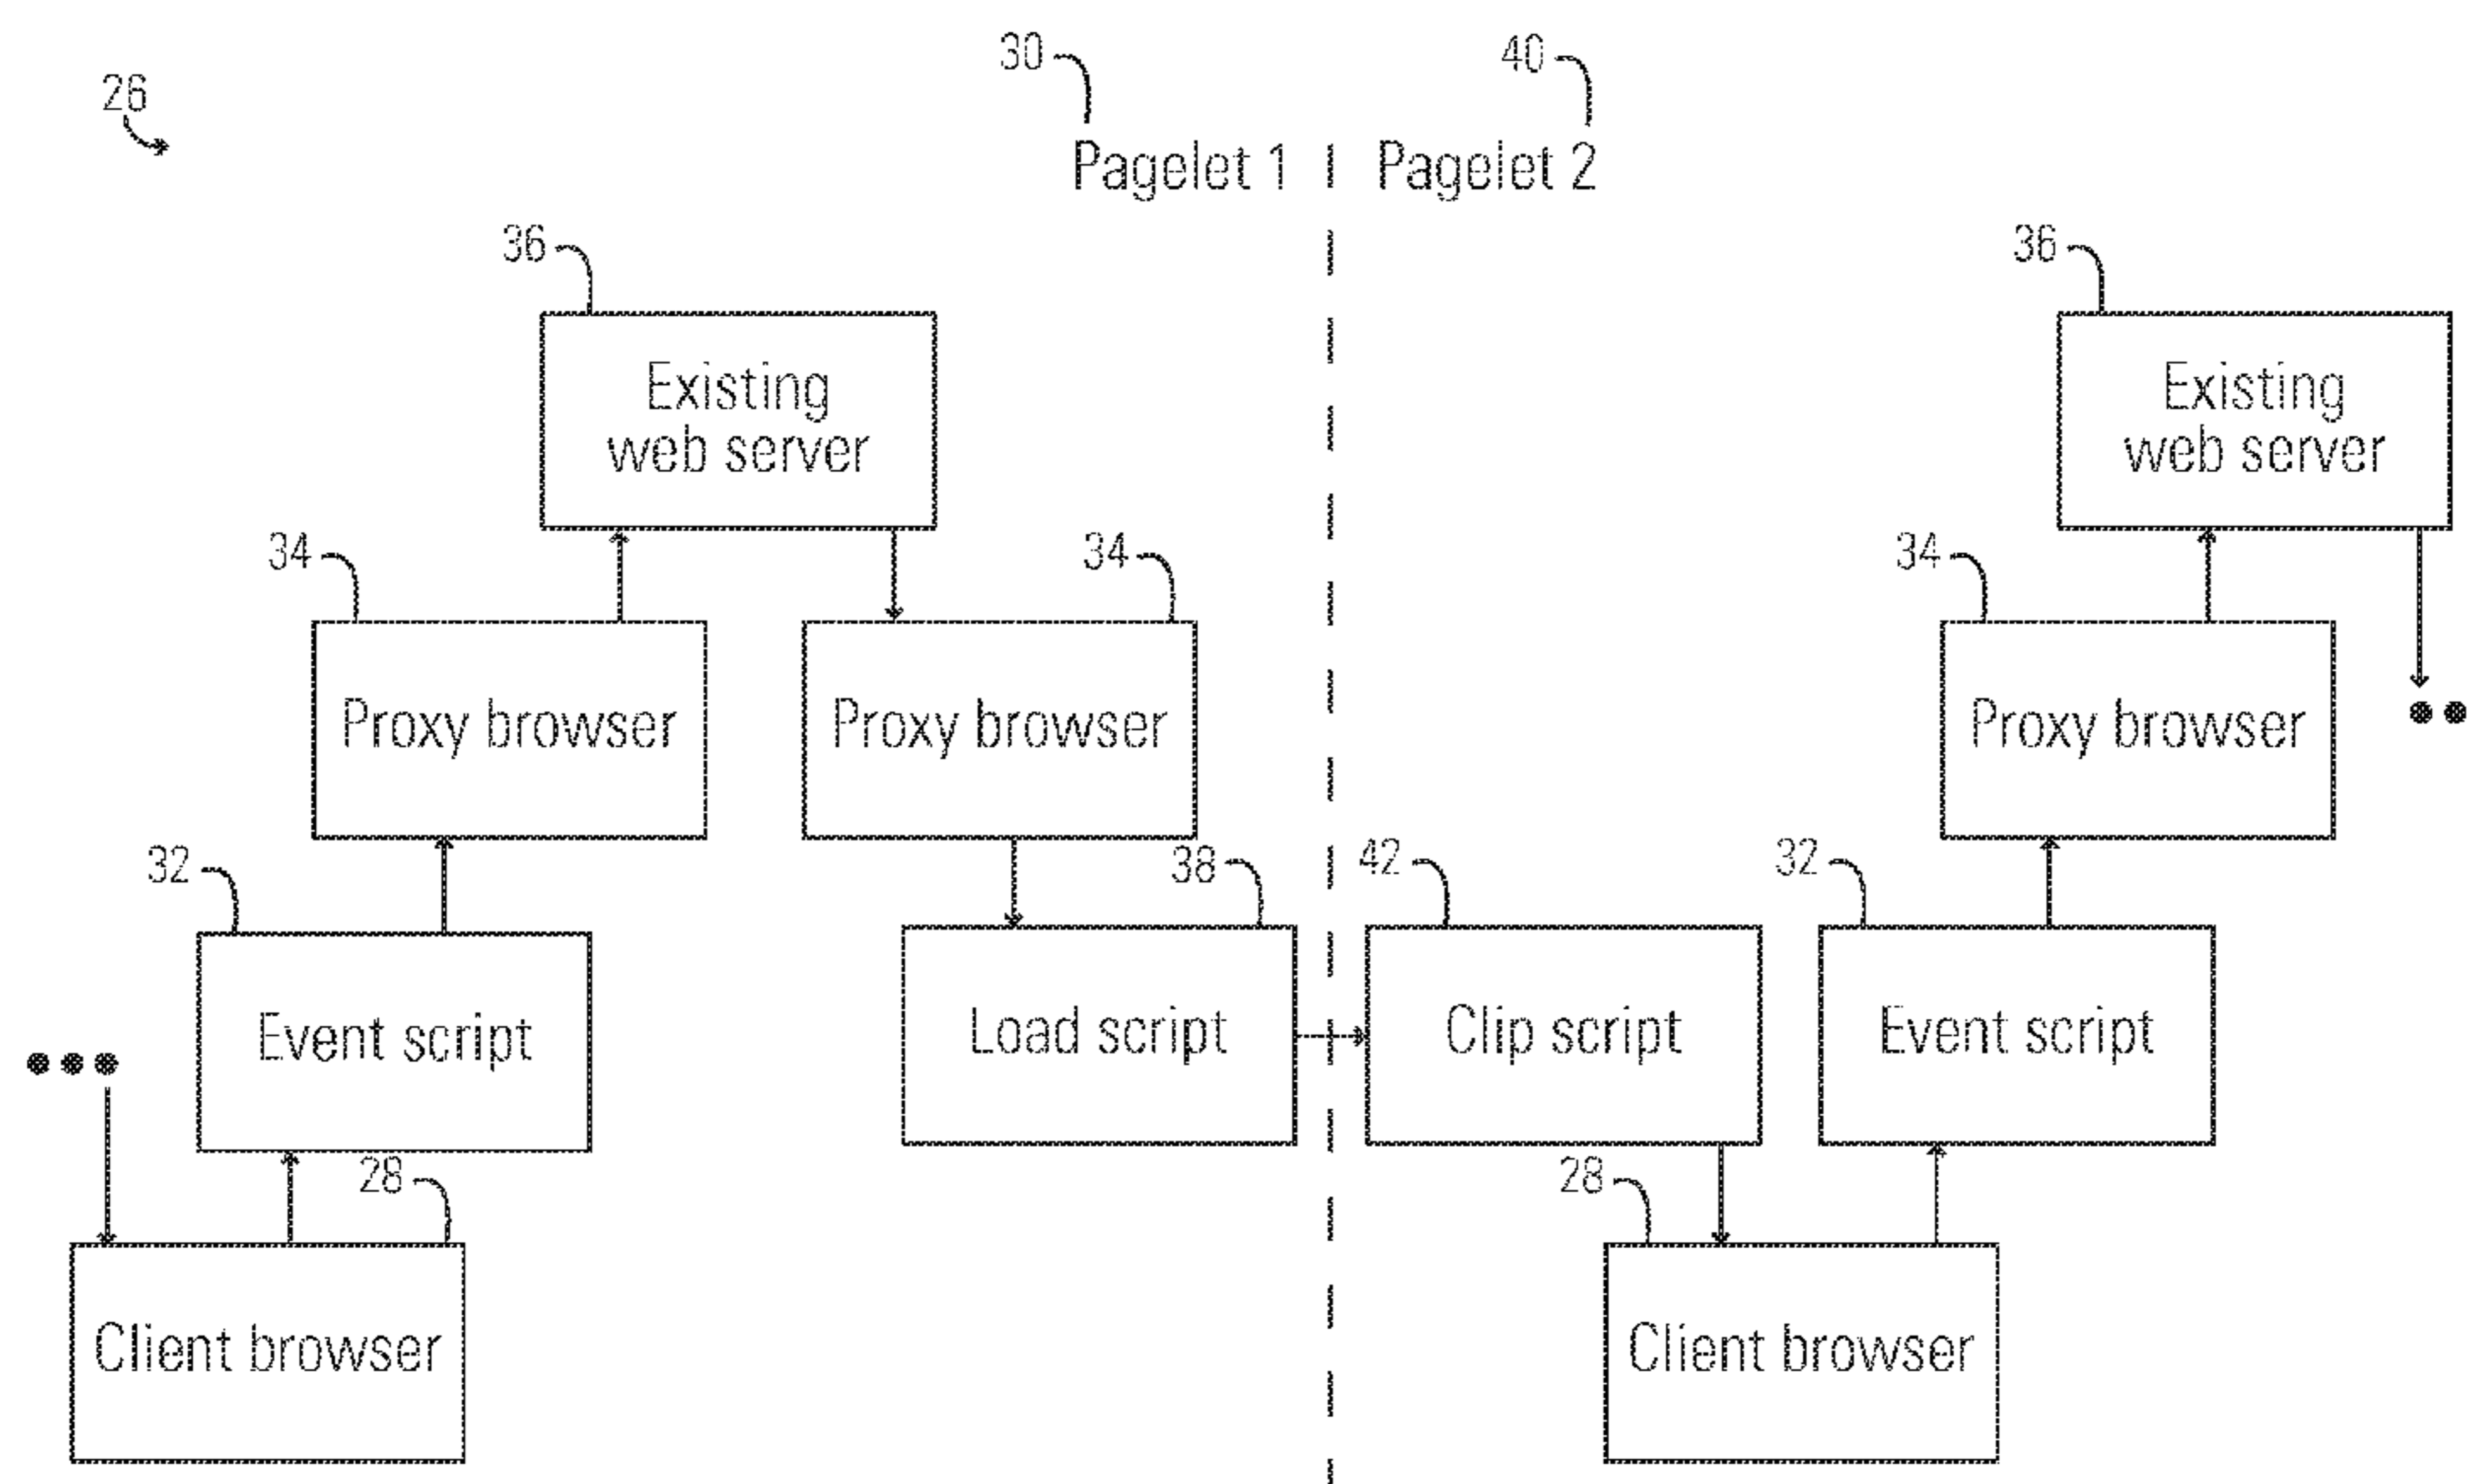 30
40
26
Pagelet 1
Pagelet 2
36
36
Existing
web server
Existing
web server
34
34
34
Proxy browser
Proxy browser
Proxy browser
32
38
42
32
Event script
Load script
Clip script
Event script
28
28
Client browser
Client browser